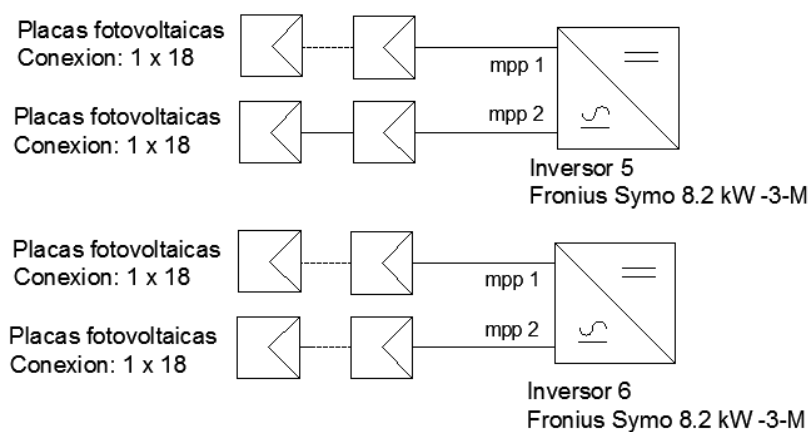 Placas fotovoltaicas
Conexion: 1 x 18
mpp 1
Placas fotovoltaicas
Conexion: 1 x 18
mpp 2
Inversor 5
Fronius Symo 8.2 kW -3-M
Placas fotovoltaicas
Conexion: 1 x 18
mpp 1
Placas fotovoltaicas
Conexion: 1 x 18
mpp 2
Inversor 6
Fronius Symo 8.2 kW -3-M